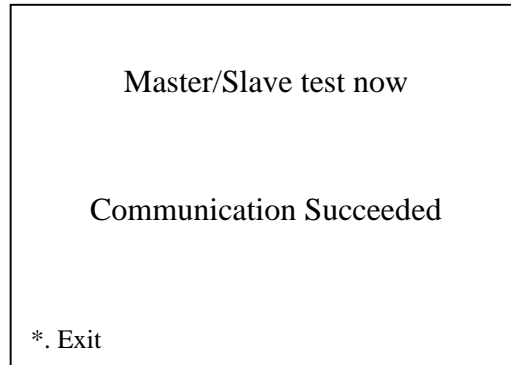 Master/Slave test now
Communication Succeeded
*. Exit